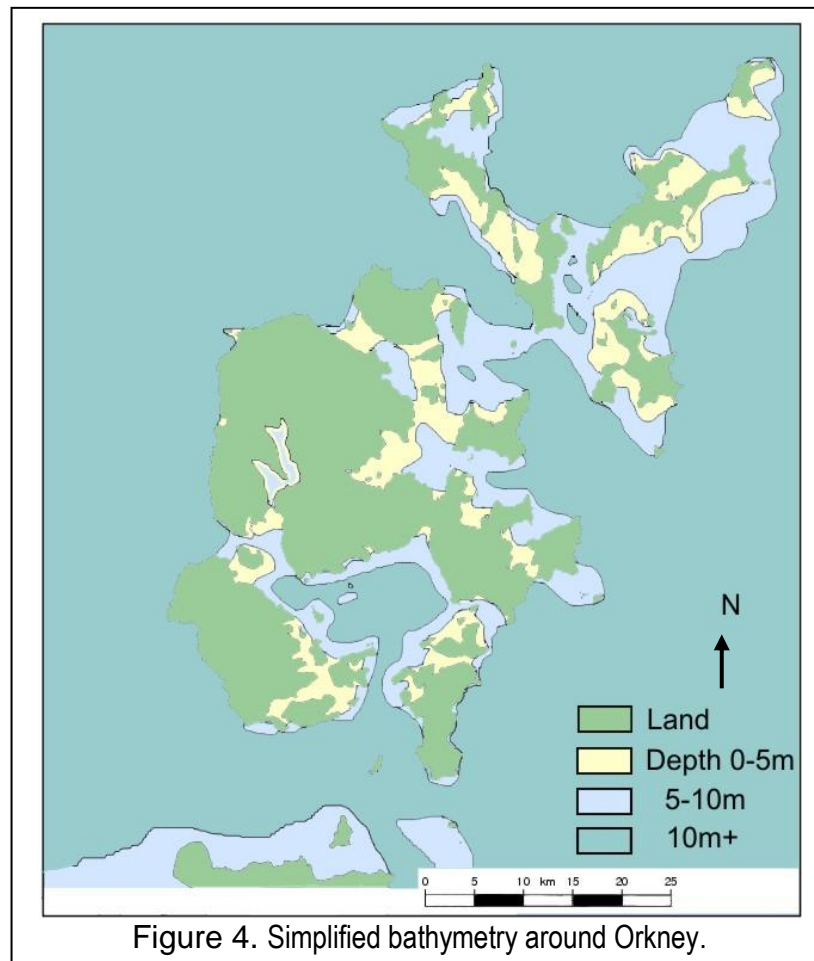 N
Land
Depth 0-5m
5-10m
10m+
0 5 10 km 15 20 25
Figure 4. Simplified bathymetry around Orkney.